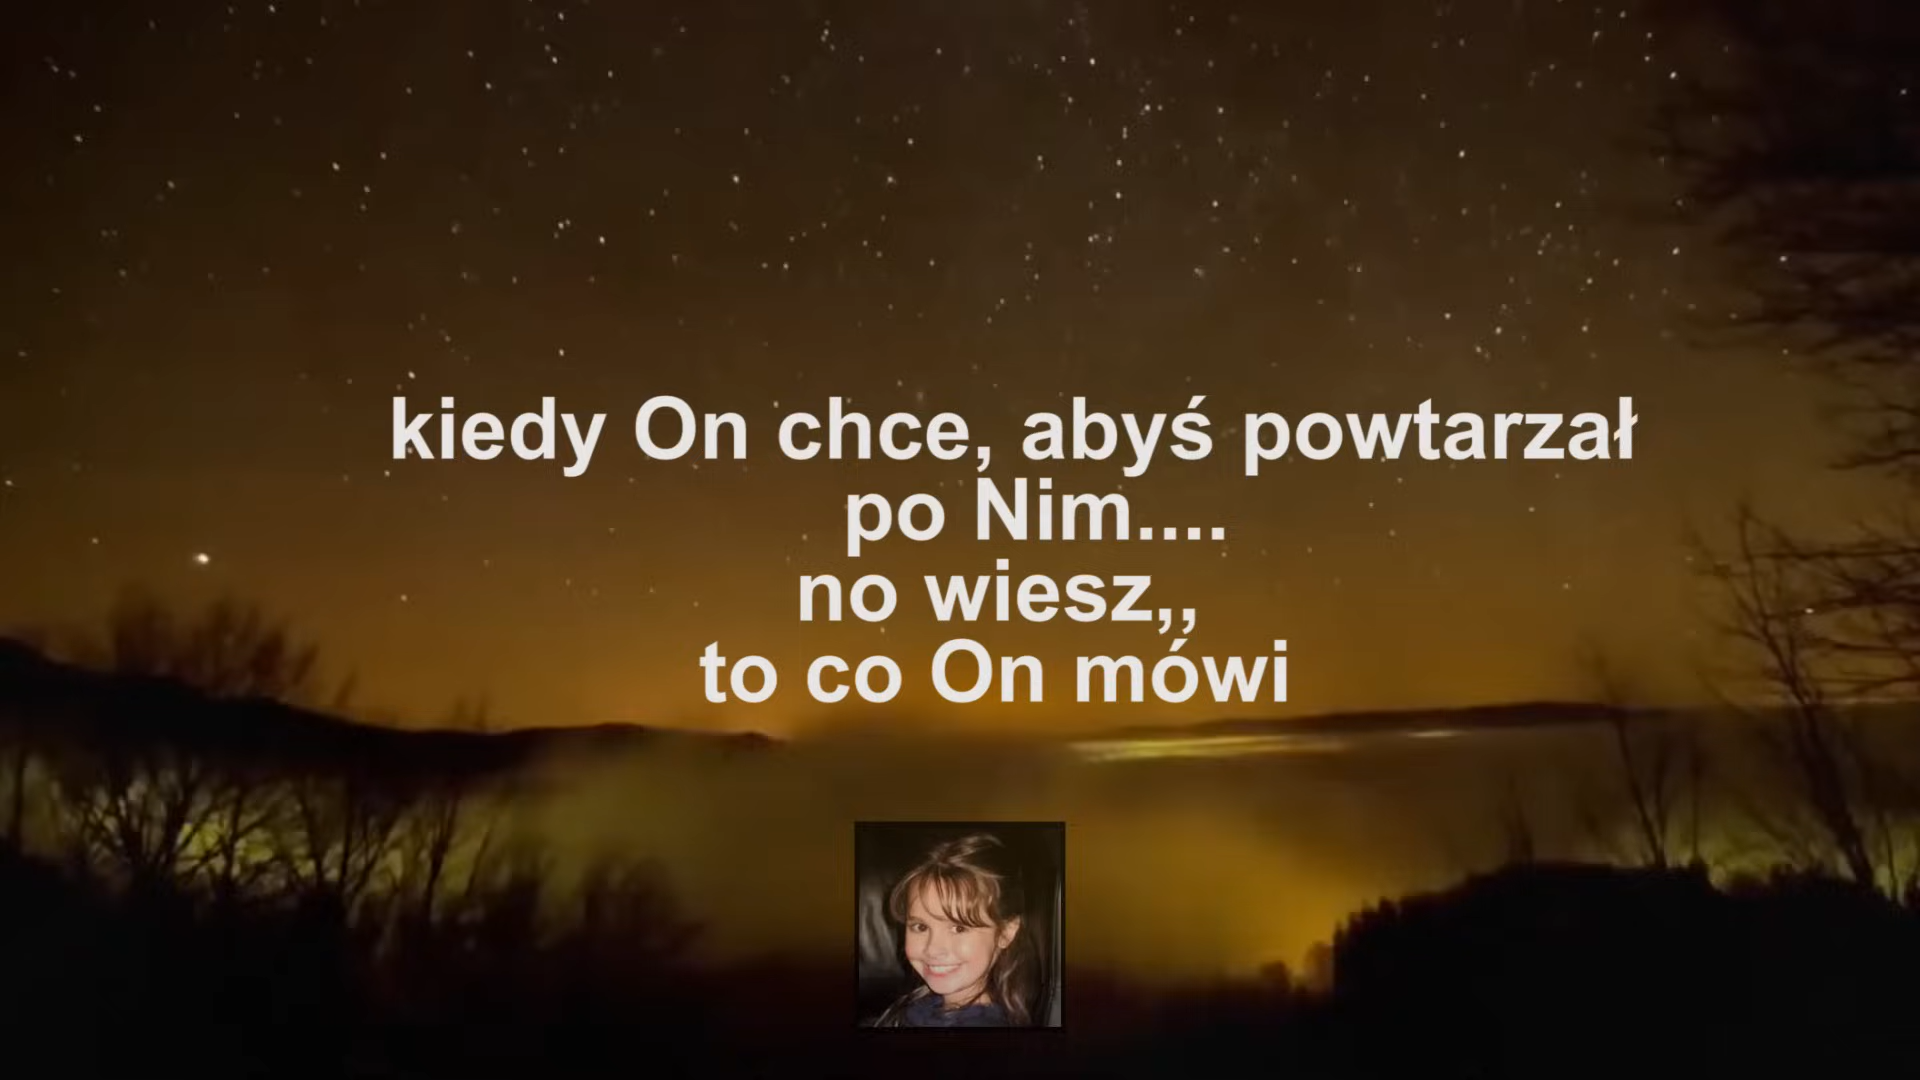 kiedy On chce, abyś powtarzał
po Nim....
no wiesz,,
to co On mówi